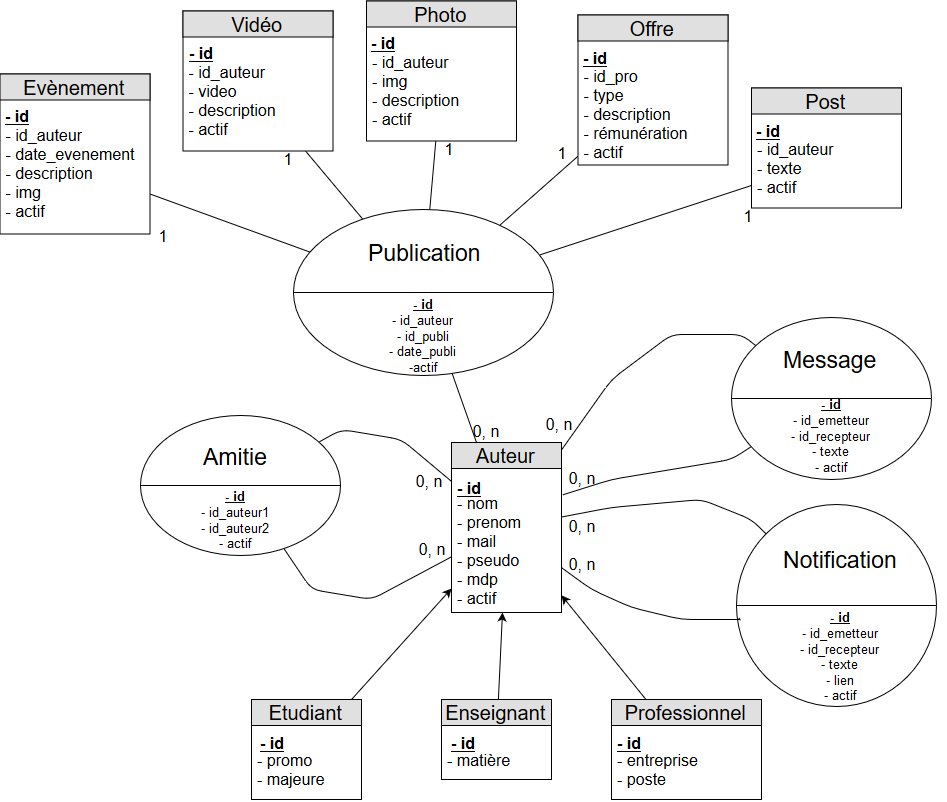 Evènement
- id
- id_auteur
- date_evenement
- description
- img
- actif
1
Vidéo
- id
- id_auteur
- video
- description
- actif
1
Photo
- id
- id_auteur
- img
- description
- actif
1
Offre
- id
- id_pro
- type
- description
- rémunération
- actif
1
Post
- id
- id_auteur
- texte
- actif
1
Publication
- id
- id_auteur
- id_publi
- date_publi
-actif
0, n
Amitie
- id
- id_auteur1
- id_auteur2
- actif
0, n
0, n
Auteur
- id
- nom
- prenom
- mail
- pseudo
- mdp
- actif
0, n
0, n
Message
- id
- id_emetteur
- id_recepteur
- texte
- actif
0, n
0, n
Notification
- id
- id_emetteur
- id_recepteur
- texte
- lien
- actif
Etudiant
- id
- promo
- majeure
Enseignant
- id
- matière
Professionnel
- id
- entreprise
- poste